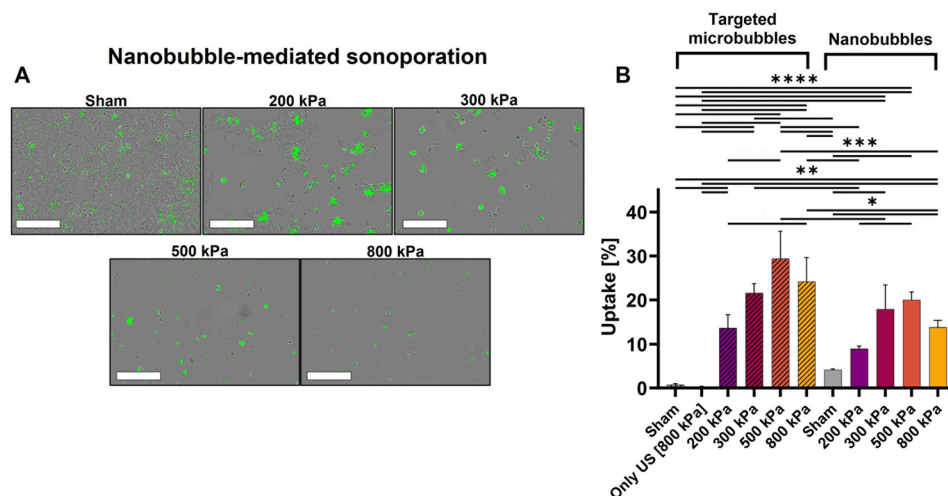 Nanobubble-mediated sonoporation
A
Sham
200 kPa
300 kPa
500 kPa
800 kPa
B
Targeted
microbubbles
Nanobubbles
****
***
**
*
Uptake [%]
40
30
20
10
0
Sham
Only US [800 kPa]
200 kPa
300 kPa
500 kPa
800 kPa
Sham
200 kPa
300 kPa
500 kPa
800 kPa